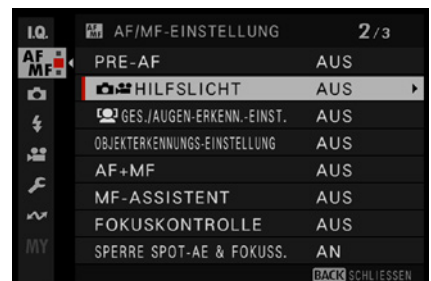 I.Q.
AF/MF-EINSTELLUNG 2/3
AF MF
PRE-AF AUS
HILFSLICHT AUS
GES./AUGEN-ERKENN.-EINST. AUS
OBJEKTERKENNUNGS-EINSTELLUNG AUS
AF+MF AUS
MF-ASSISTENT AUS
FOKUSKONTROLLE AUS
MY
SPERRE SPOT-AE & FOKUSS. AN
BACK SCHLIESSEN